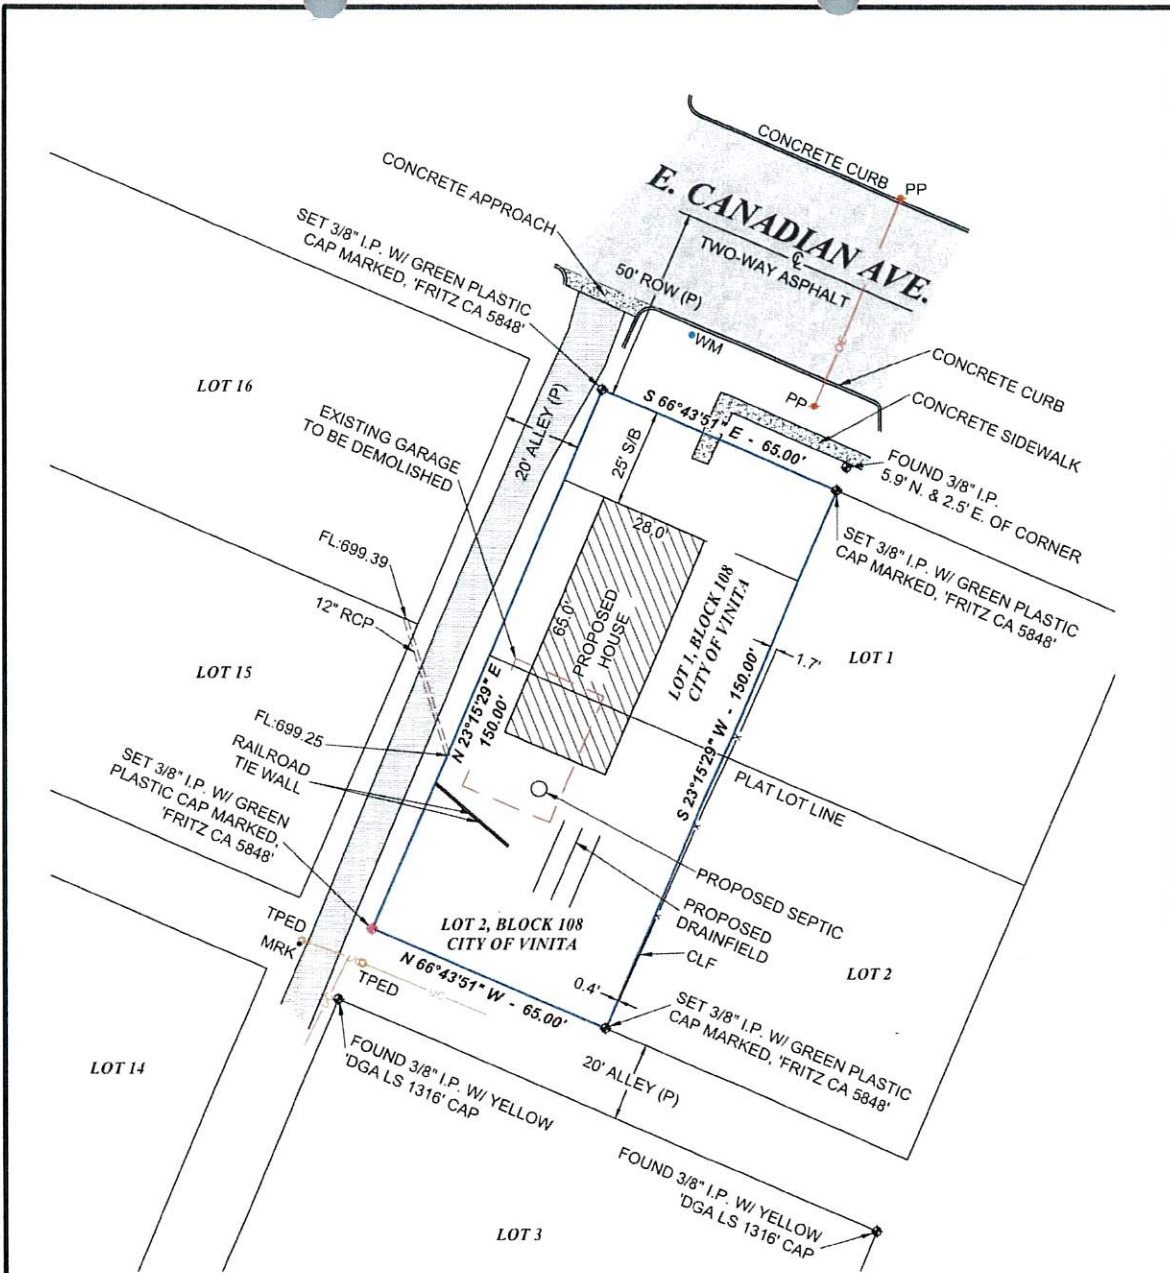 CONCRETE CURB
PP
E. CANADIAN AVE.
TWO-WAY ASPHALT
CONCRETE APPROACH
50' ROW (P)
WM
SET 3/8" I.P. W/ GREEN PLASTIC
CAP MARKED, 'FRITZ CA 5848'
CONCRETE CURB
CONCRETE SIDEWALK
PP
LOT 16
20' ALLEY (P)
S 66°43'51" E - 65.00'
25' S/B
EXISTING GARAGE
TO BE DEMOLISHED
FOUND 3/8" I.P.
5.9' N. & 2.5' E. OF CORNER
SET 3/8" I.P. W/ GREEN PLASTIC
CAP MARKED, 'FRITZ CA 5848'
28.0'
65.0'
PROPOSED
HOUSE
LOT 1, BLOCK 108
CITY OF VINITA
FL:699.39
12" RCP
1.7'
LOT 1
LOT 15
N 23°15'29" E
150.00'
S 23°15'29" W - 150.00'
FL:699.25
RAILROAD
TIE WALL
PLAT LOT LINE
SET 3/8" I.P. W/ GREEN
PLASTIC CAP MARKED,
'FRITZ CA 5848'
PROPOSED SEPTIC
PROPOSED
DRAINFIELD
CLF
LOT 2, BLOCK 108
CITY OF VINITA
LOT 2
TPED
MRK
TPED
N 66°43'51" W - 65.00'
0.4'
SET 3/8" I.P. W/ GREEN PLASTIC
CAP MARKED, 'FRITZ CA 5848'
20' ALLEY (P)
LOT 14
FOUND 3/8" I.P. W/ YELLOW
'DGA LS 1316' CAP
FOUND 3/8" I.P. W/ YELLOW
'DGA LS 1316' CAP
LOT 3